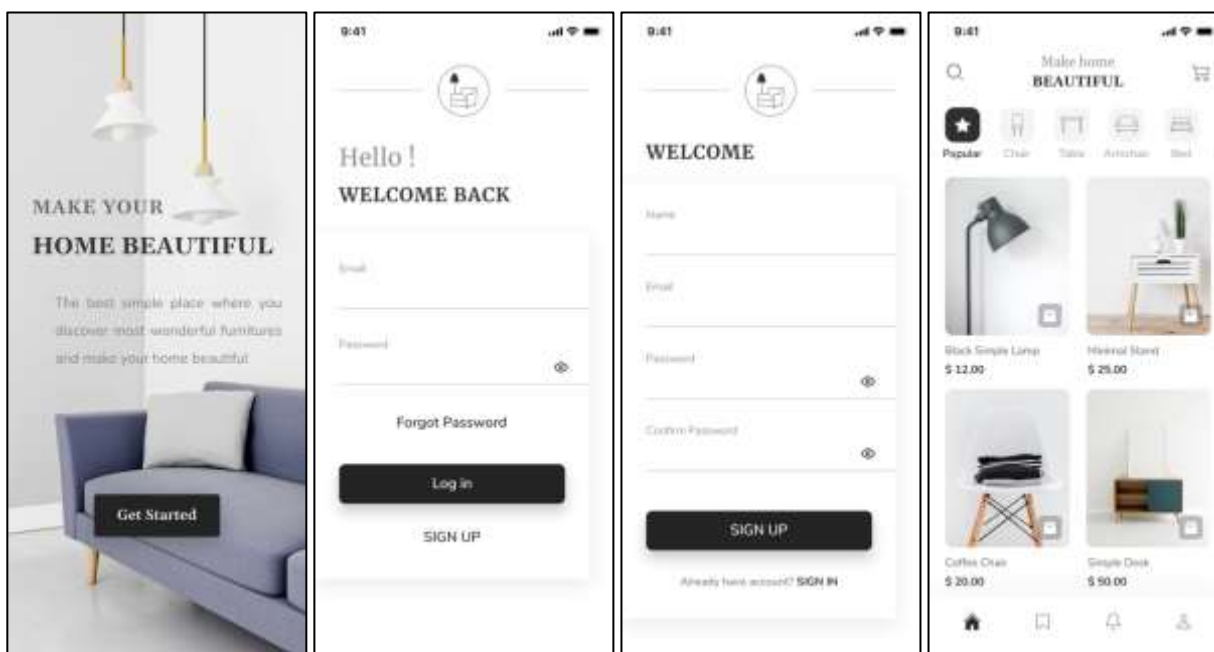 MAKE YOUR
HOME BEAUTIFUL
The best simple place where you
discover most wonderful furnitures
and make your home beautiful
Get Started
9:41
Hello !
WELCOME BACK
Email
Password
Forgot Password
Log in
SIGN UP
9:41
WELCOME
Name
Email
Password
Confirm Password
SIGN UP
Already have account? SIGN IN
9:41
Make home
BEAUTIFUL
Popular Chair Table Armchair Bed
Black Simple Lamp Minimal Stand
$ 12.00 $ 25.00
Coffee Chair Simple Desk
$ 20.00 $ 50.00